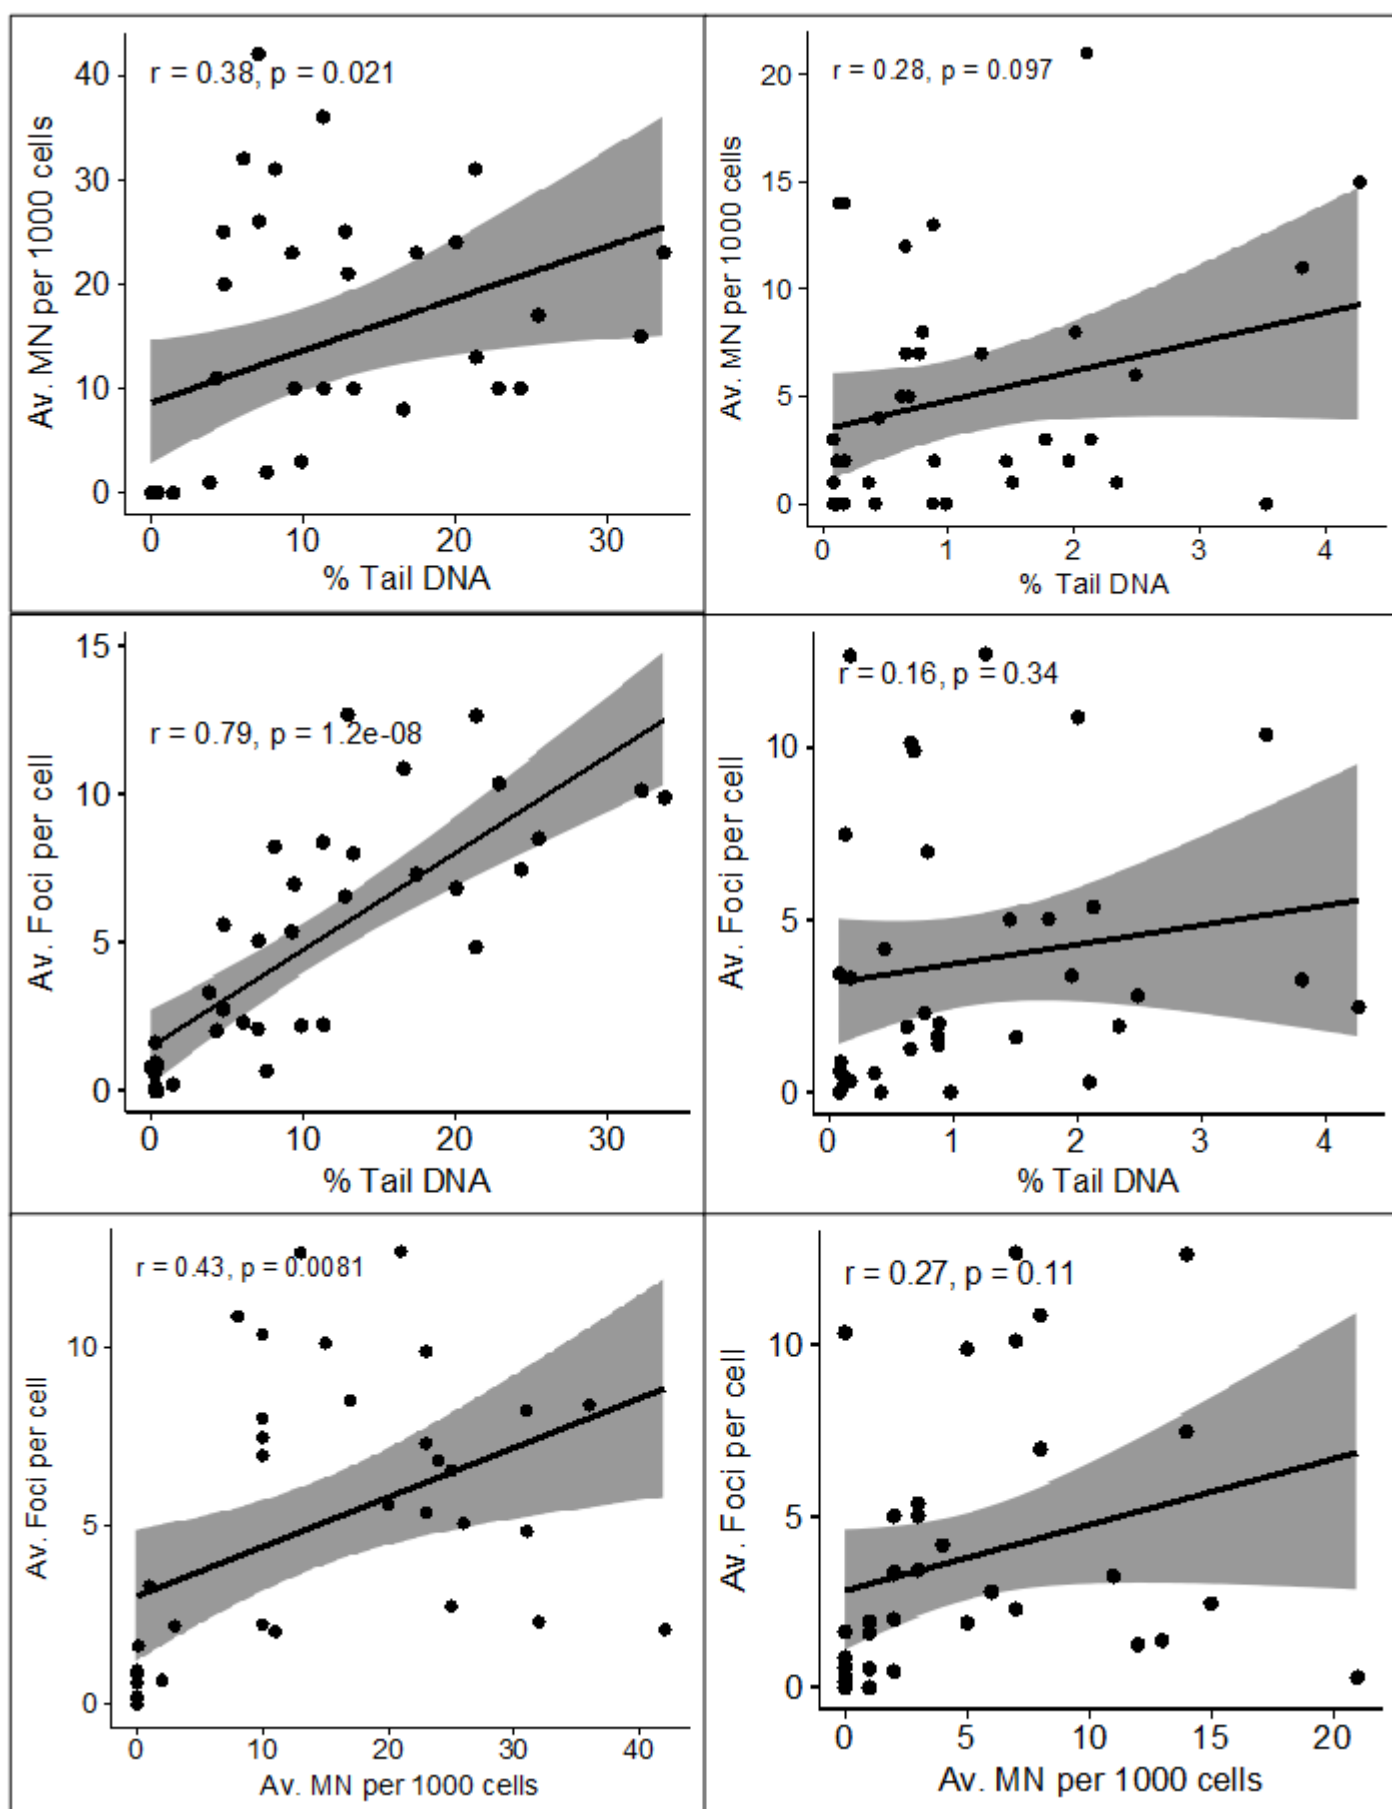 r = 0.38, p = 0.021
40
30
20
10
0
Av. MN per 1000 cells
0 10 20 30
% Tail DNA
r = 0.28, p = 0.097
20
15
10
5
0
Av. MN per 1000 cells
0 1 2 3 4
% Tail DNA
15
r = 0.79, p = 1.2e-08
10
5
0
Av. Foci per cell
0 10 20 30
% Tail DNA
r = 0.16, p = 0.34
10
5
0
Av. Foci per cell
0 1 2 3 4
% Tail DNA
r = 0.43, p = 0.0081
10
5
0
Av. Foci per cell
0 10 20 30 40
Av. MN per 1000 cells
r = 0.27, p = 0.11
10
5
0
Av. Foci per cell
0 5 10 15 20
Av. MN per 1000 cells